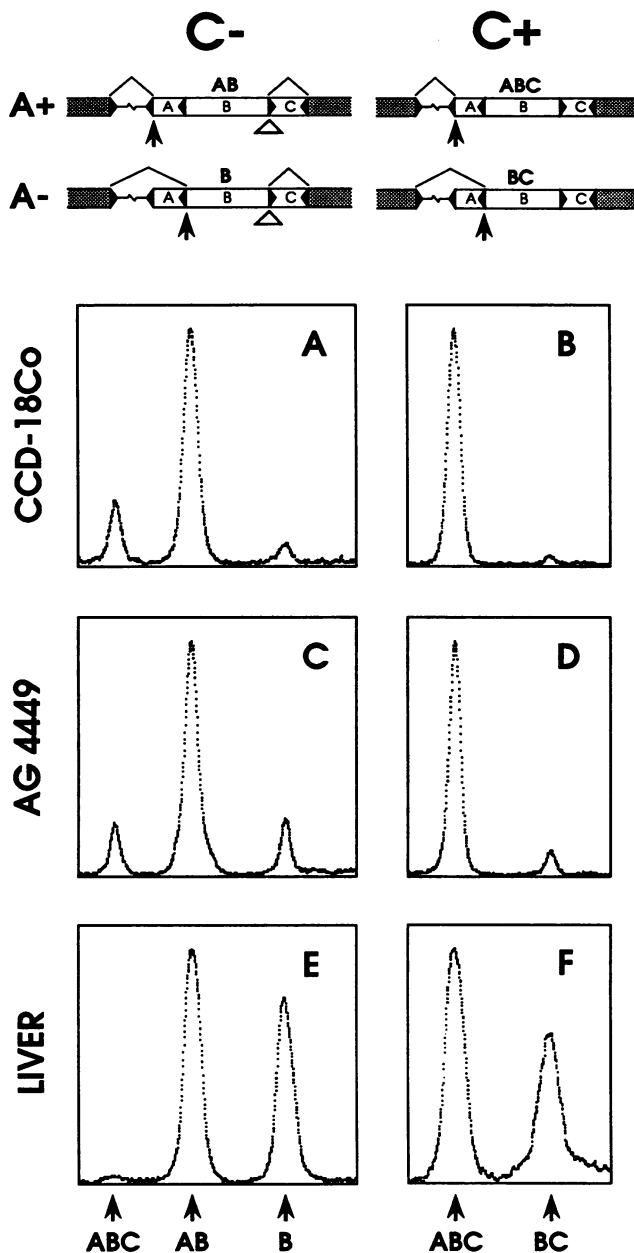 C- C+
A+ AB ABC
A B C A B C
A- B BC
A B C A B C
CCD-18Co A B
AG 4449 C D
LIVER E F
ABC AB B ABC BC